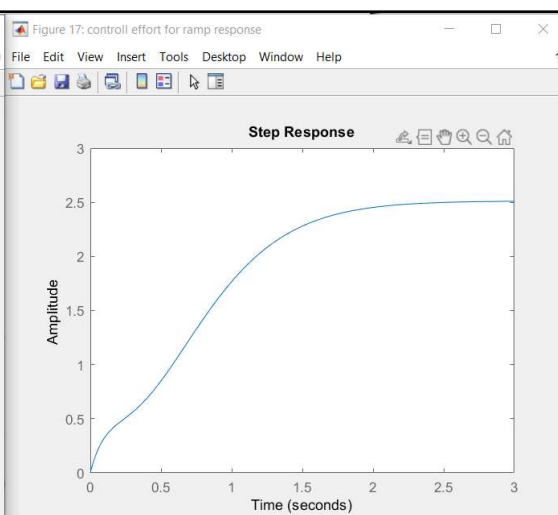 Figure 17: controll effort for ramp response
File Edit View Insert Tools Desktop Window Help
Step Response
3
2.5
2
1.5
1
0.5
0
Amplitude
0 0.5 1 1.5 2 2.5 3
Time (seconds)